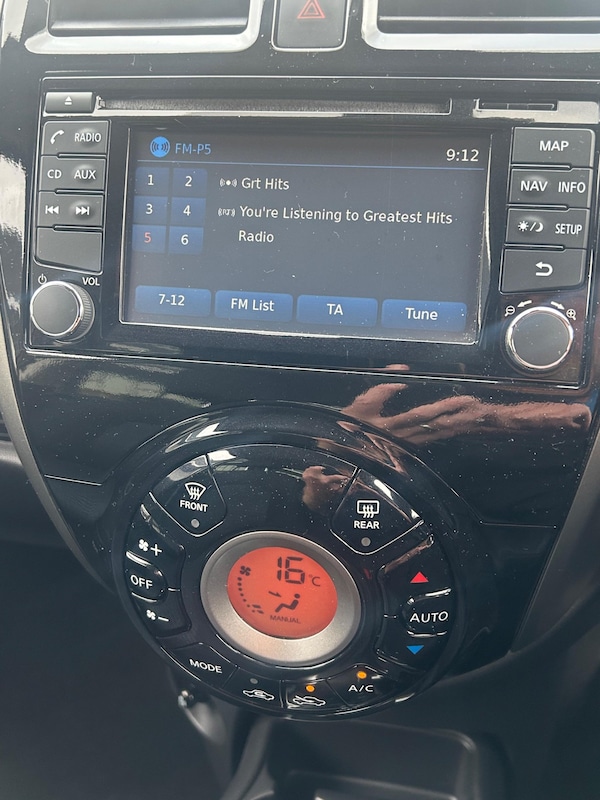 FM-P5 9:12
RADIO
CD AUX
VOL
1 2
3 4
5 6
Grt Hits
You're Listening to Greatest Hits
Radio
7-12 FM List TA Tune
MAP
NAV INFO
SETUP
FRONT
REAR
+
OFF
-
16°C
MANUAL
AUTO
MODE
A/C